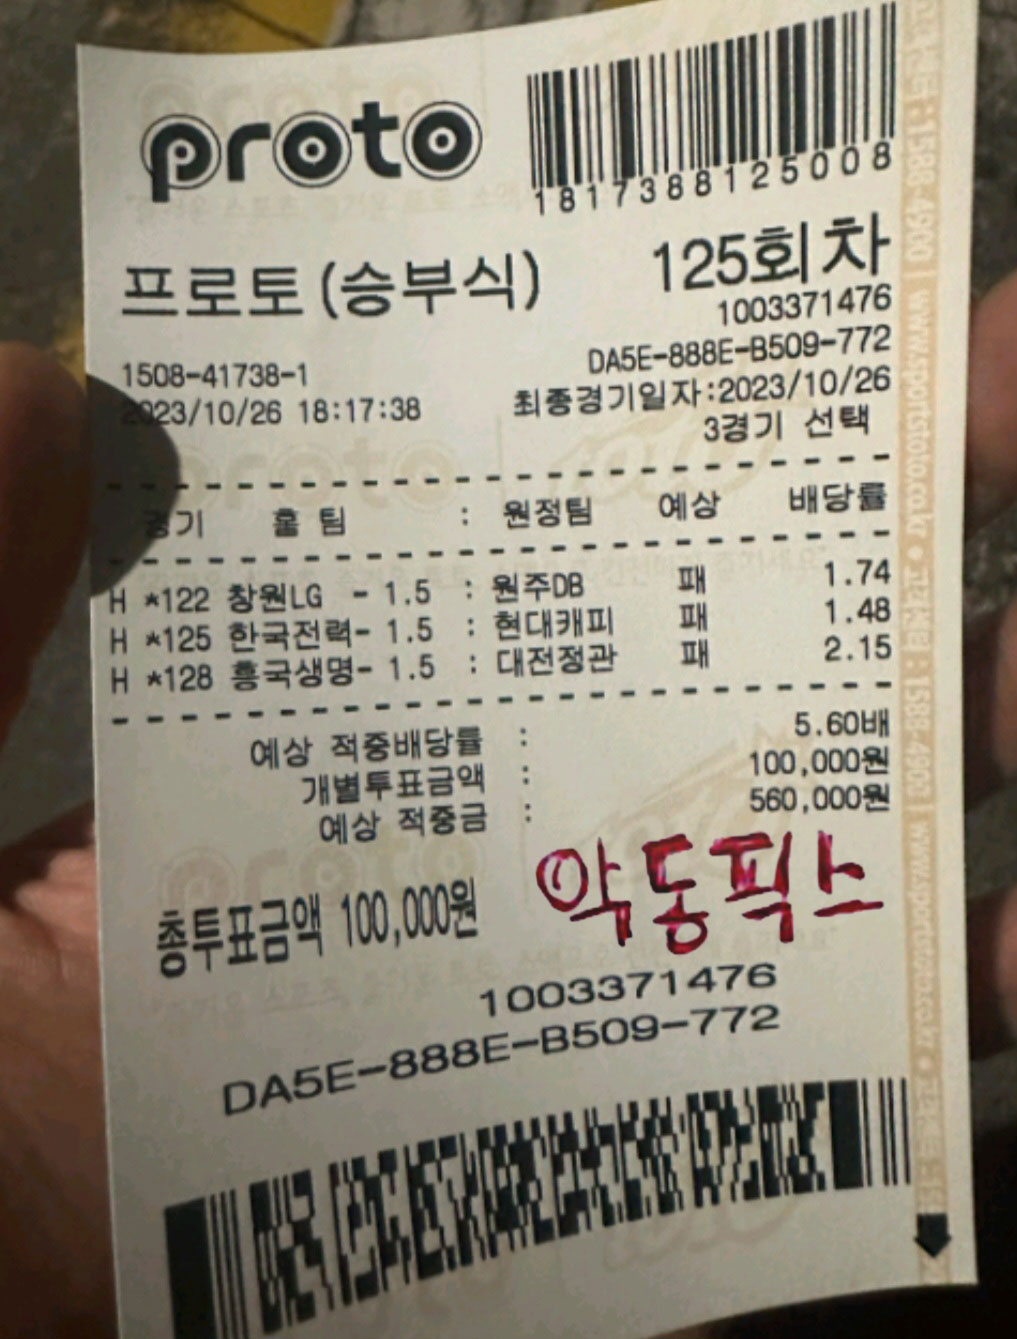 proto
1817388125008
프로토(승부식) 125회차
1003371476
DA5E-888E-B509-772
1508-41738-1
2023/10/26 18:17:38
최종경기일자:2023/10/26
3경기 선택
경기 홈 팀 : 원정팀 예상 배당률
H *122 창원LG - 1.5 : 원주DB 패 1.74
H *125 한국전력- 1.5 : 현대캐피 패 1.48
H *128 흥국생명- 1.5 : 대전정관 패 2.15
예상 적중배당률 : 5.60배
개별투표금액 : 100,000원
예상 적중금 : 560,000원
악동픽스
총투표금액 100,000원
1003371476
DA5E-888E-B509-772
1588-4900 | www.sportstoto.co.kr